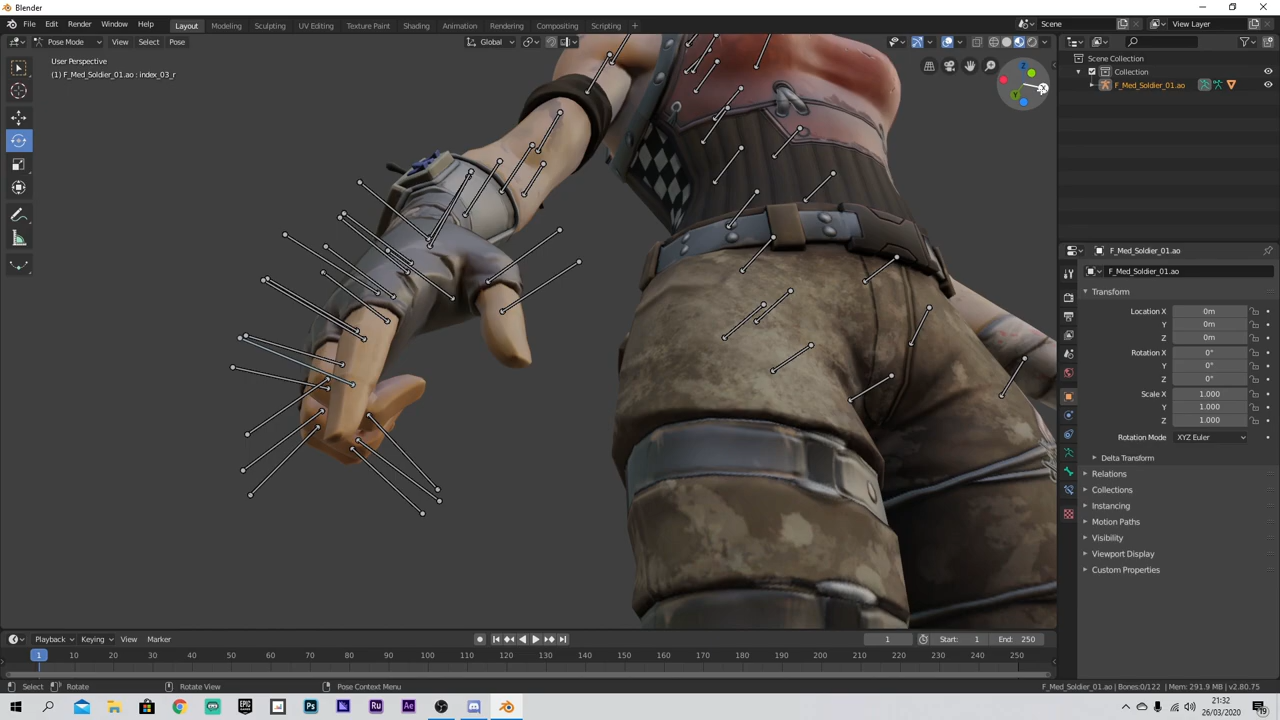 Blender
File Edit Render Window Help Layout Modeling Sculpting UV Editing Texture Paint Shading Animation Rendering Compositing Scripting + Scene View Layer
Pose Mode View Select Pose Global
User Perspective
(1) F_Med_Soldier_01.ao : index_03_r
Scene Collection
Collection
F_Med_Soldier_01.ao
F_Med_Soldier_01.ao
F_Med_Soldier_01.ao
Transform
Location X 0m
Y 0m
Z 0m
Rotation X 0°
Y 0°
Z 0°
Scale X 1.000
Y 1.000
Z 1.000
Rotation Mode XYZ Euler
Delta Transform
Relations
Collections
Instancing
Motion Paths
Visibility
Viewport Display
Custom Properties
Playback Keying View Marker 1 Start: 1 End: 250
1 10 20 30 40 50 60 70 80 90 100 110 120 130 140 150 160 170 180 190 200 210 220 230 240 250
Select Rotate Rotate View Pose Context Menu F_Med_Soldier_01.ao | Bones:0/122 | Mem: 291.9 MB | v2.80.75
EPIC Ps Ru Ae 21:32
26/03/2020 19